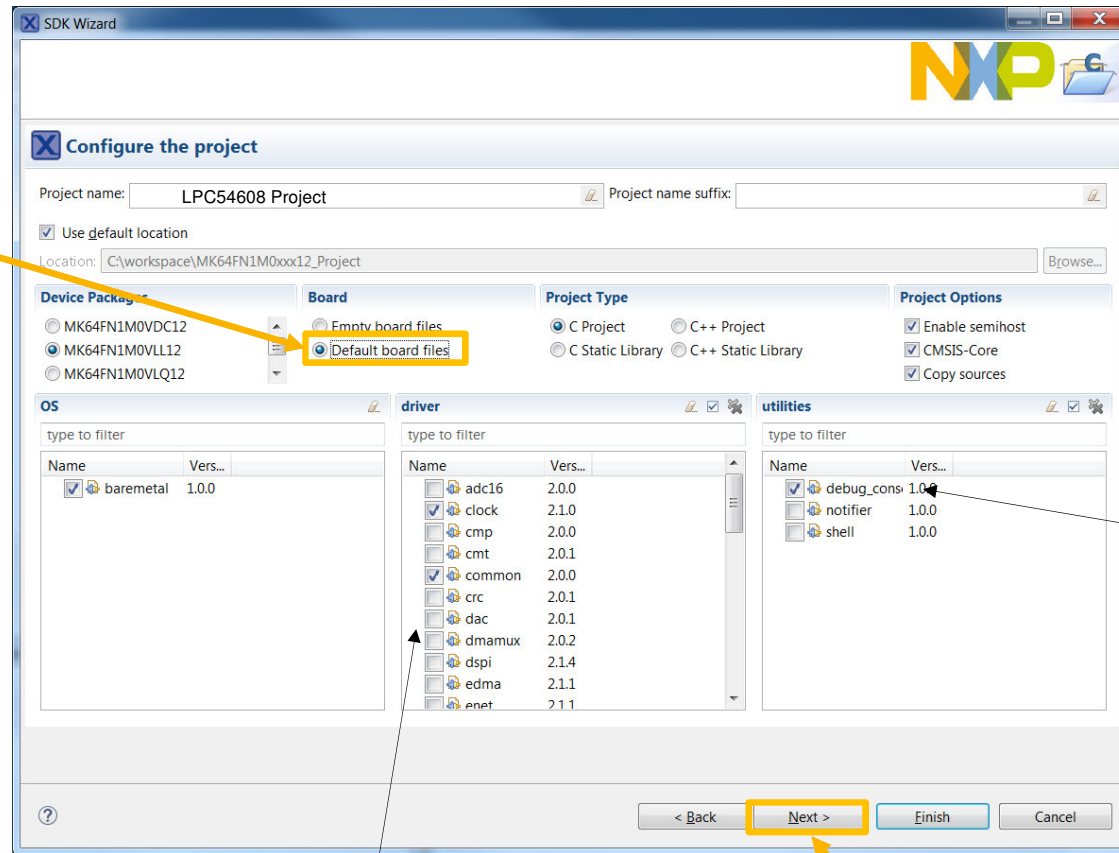 SDK Wizard
NXP
Configure the project
Project name: LPC54608 Project Project name suffix:
Use default location
Location: C:\workspace\MK64FN1M0xxx12_Project Browse...
Device Packages Board Project Type Project Options
MK64FN1M0VDC12 Empty board files C Project C++ Project Enable semihost
MK64FN1M0VLL12 Default board files C Static Library C++ Static Library CMSIS-Core
MK64FN1M0VLQ12 Copy sources
OS driver utilities
type to filter type to filter type to filter
Name Vers... Name Vers... Name Vers...
baremetal 1.0.0 adc16 2.0.0 debug_conso 1.0.0
clock 2.1.0 notifier 1.0.0
cmp 2.0.0 shell 1.0.0
cmt 2.0.1
common 2.0.0
crc 2.0.1
dac 2.0.1
dmamux 2.0.2
dspi 2.1.4
edma 2.1.1
enet 2.1.1
? < Back Next > Finish Cancel